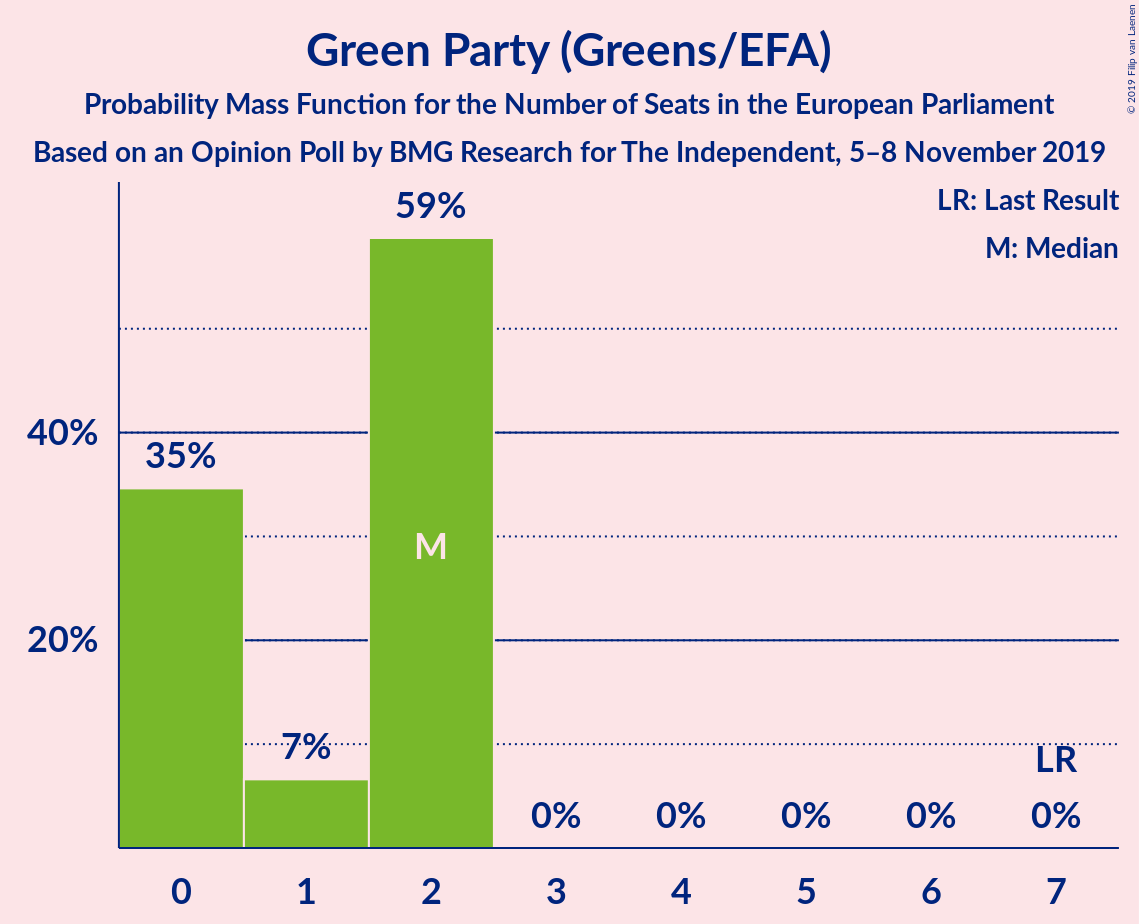 Green Party (Greens/EFA)
Probability Mass Function for the Number of Seats in the European Parliament
Based on an Opinion Poll by BMG Research for The Independent, 5–8 November 2019
© 2019 Filip van Laenen
LR: Last Result
M: Median
59%
40%
35%
M
20%
7%
LR
0% 0% 0% 0% 0%
0 1 2 3 4 5 6 7